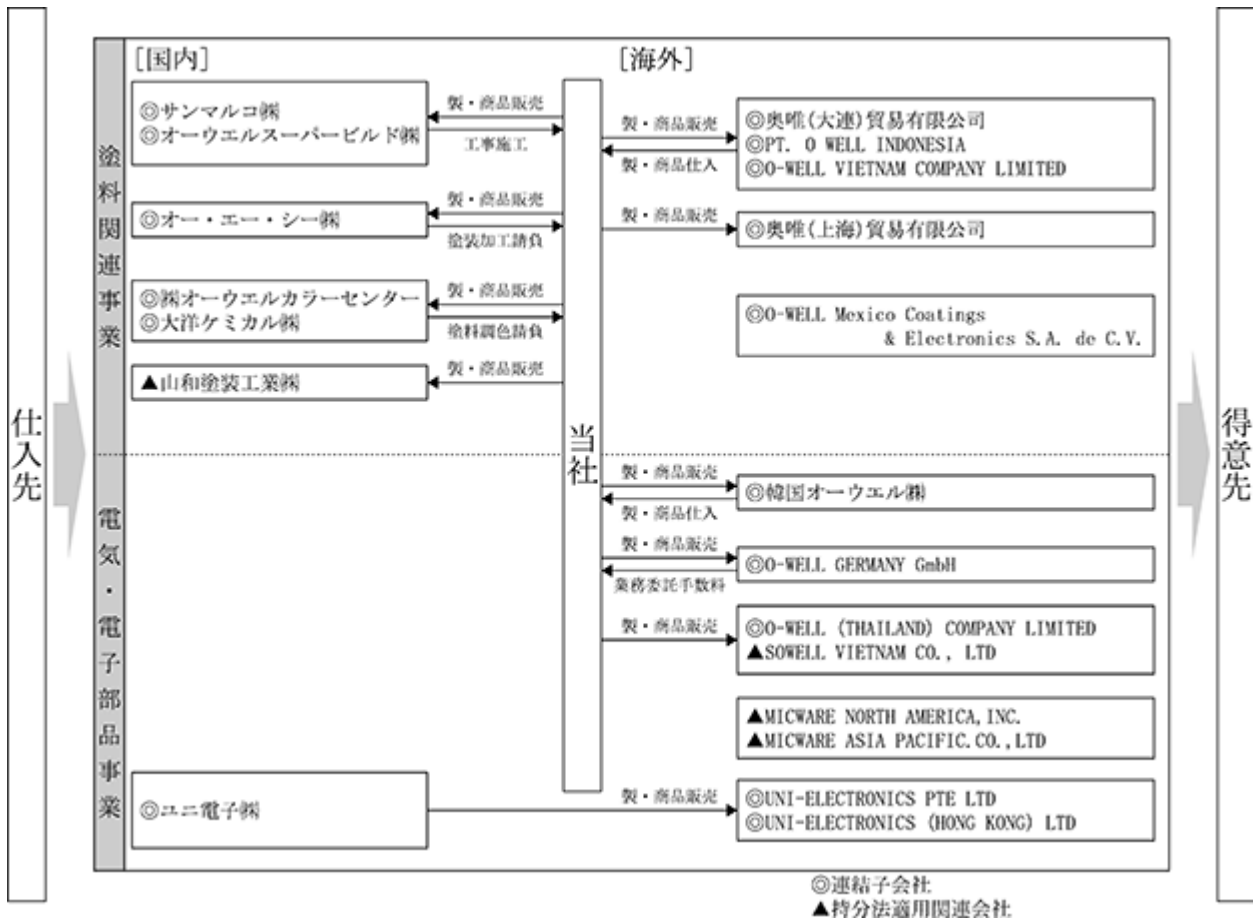 仕入先
塗料関連事業
[国内]
◎サンマルコ㈱
◎オーウエルスーパービルド㈱
製・商品販売
工事施工
◎オー・エー・シー㈱
製・商品販売
塗装加工請負
◎㈱オーウエルカラーセンター
◎大洋ケミカル㈱
製・商品販売
塗料調色請負
▲山和塗装工業㈱
製・商品販売
当社
[海外]
製・商品販売
製・商品仕入
◎奥唯(大連)貿易有限公司
◎PT. O WELL INDONESIA
◎O-WELL VIETNAM COMPANY LIMITED
製・商品販売
◎奥唯(上海)貿易有限公司
◎O-WELL Mexico Coatings
& Electronics S.A. de C.V.
電気・電子部品事業
製・商品販売
製・商品仕入
◎韓国オーウエル㈱
製・商品販売
業務委託手数料
◎O-WELL GERMANY GmbH
製・商品販売
◎O-WELL (THAILAND) COMPANY LIMITED
▲SOWELL VIETNAM CO., LTD
▲MICWARE NORTH AMERICA,INC.
▲MICWARE ASIA PACIFIC.CO.,LTD
◎ユニ電子㈱
製・商品販売
◎UNI-ELECTRONICS PTE LTD
◎UNI-ELECTRONICS (HONG KONG) LTD
得意先
◎連結子会社
▲持分法適用関連会社